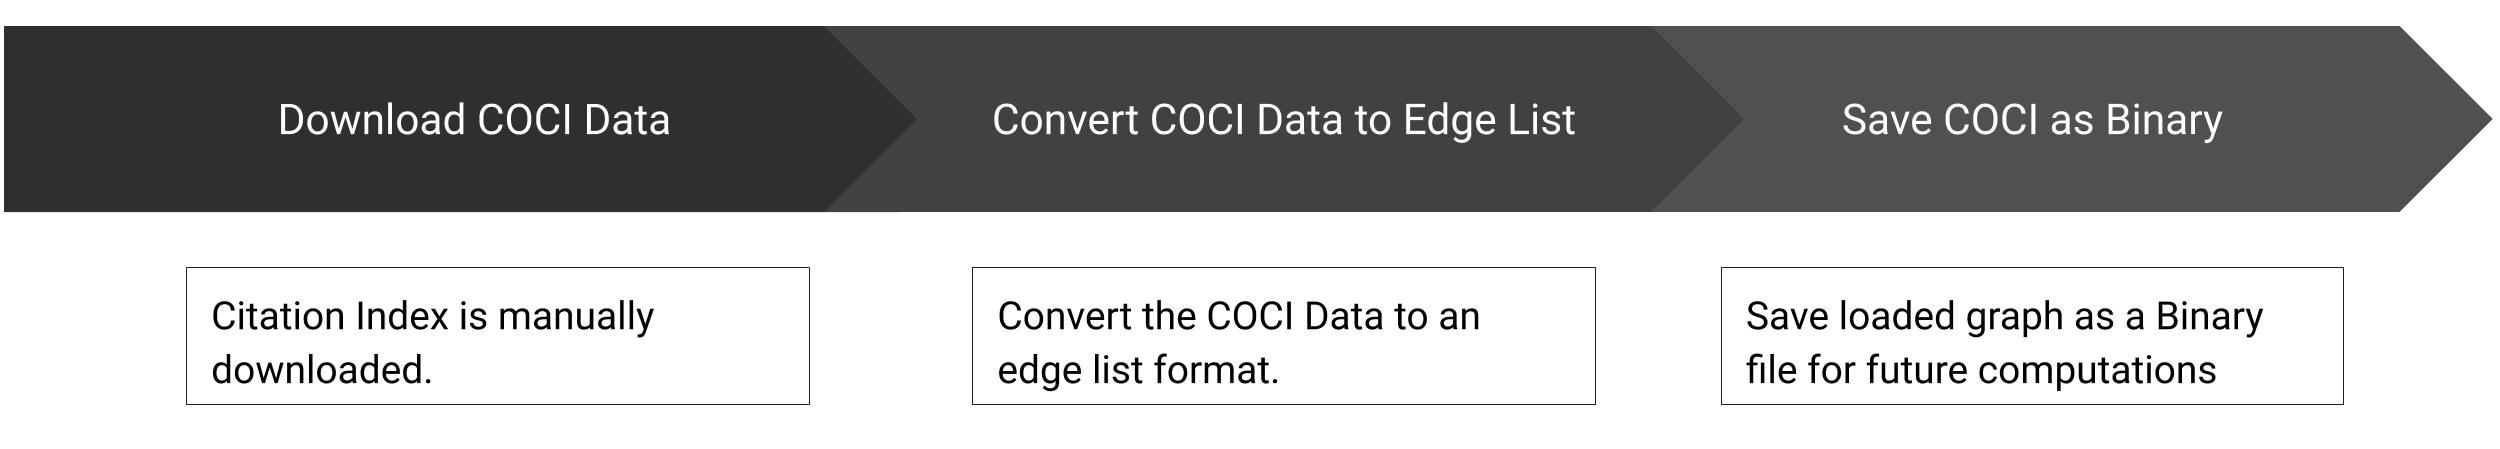 Download COCI Data
Convert COCI Data to Edge List
Save COCI as Binary
Citation Index is manually
downloaded.
Convert the COCI Data to an
edge list format.
Save loaded graph as a Binary
file for future computations